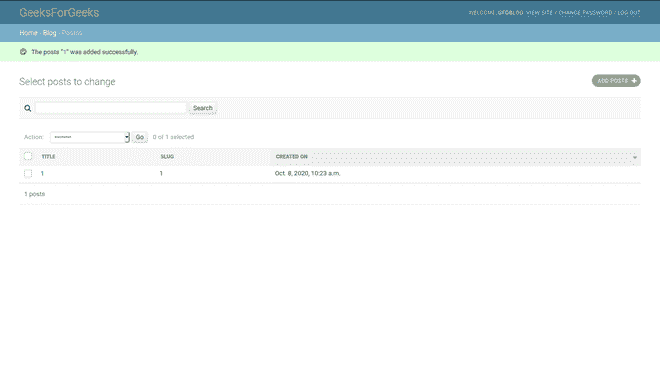 GeeksForGeeks
WELCOME, GFGBLOG. VIEW SITE / CHANGE PASSWORD / LOG OUT
Home › Blog › Postss
The posts "1" was added successfully.
Select posts to change
ADD POSTS +
Search
Action: --------- Go 0 of 1 selected
TITLE SLUG CREATED ON
1 1 Oct. 8, 2020, 10:23 a.m.
1 posts